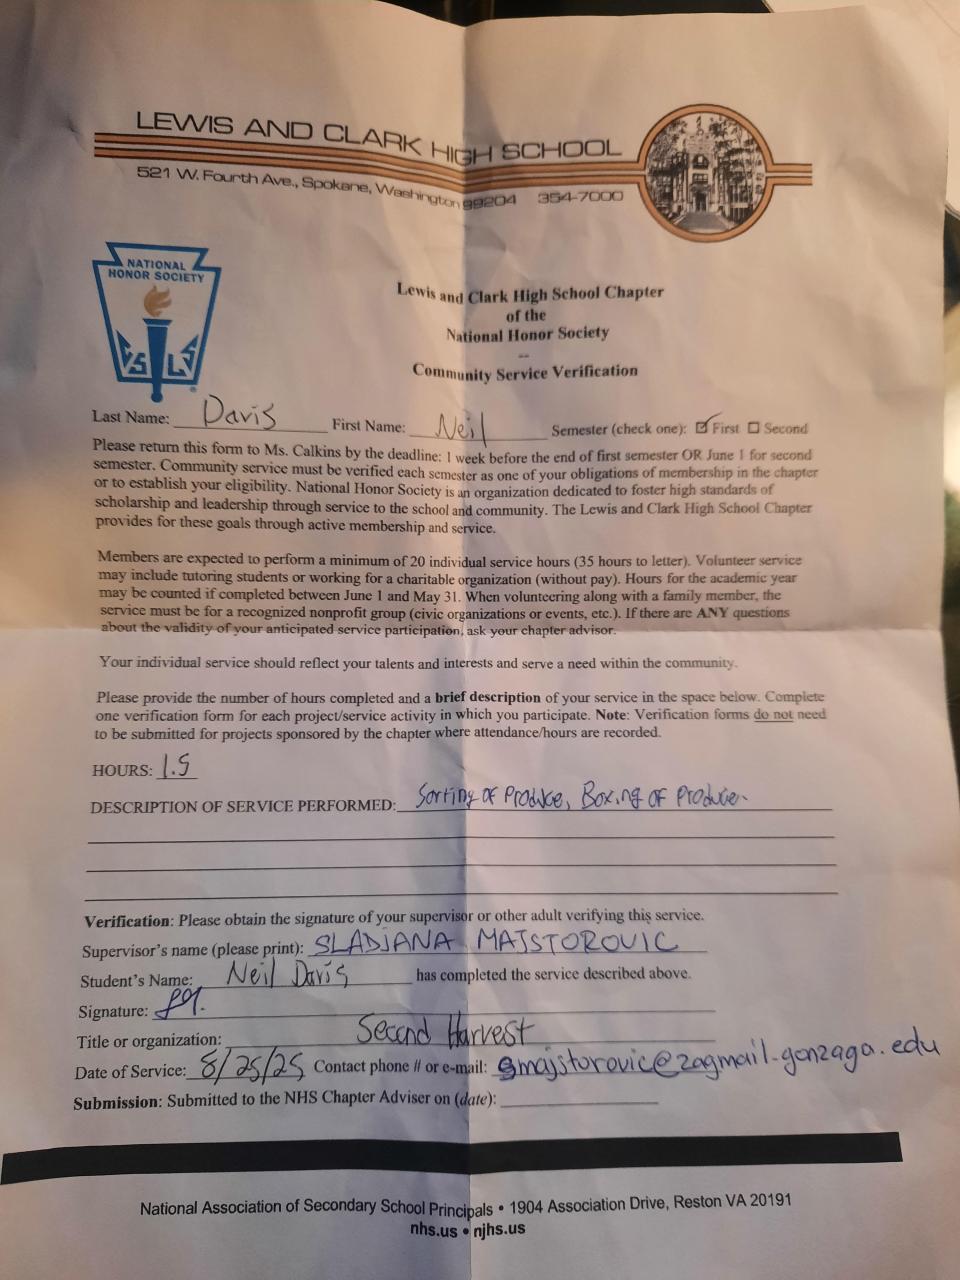 LEWIS AND CLARK HIGH SCHOOL
521 W. Fourth Ave., Spokane, Washington 99204 354-7000
NATIONAL
HONOR SOCIETY
Lewis and Clark High School Chapter
of the
National Honor Society
--
Community Service Verification
Last Name: Davis First Name: Neil Semester (check one): ☑ First ☐ Second
Please return this form to Ms. Calkins by the deadline: 1 week before the end of first semester OR June 1 for second
semester. Community service must be verified each semester as one of your obligations of membership in the chapter
or to establish your eligibility. National Honor Society is an organization dedicated to foster high standards of
scholarship and leadership through service to the school and community. The Lewis and Clark High School Chapter
provides for these goals through active membership and service.
Members are expected to perform a minimum of 20 individual service hours (35 hours to letter). Volunteer service
may include tutoring students or working for a charitable organization (without pay). Hours for the academic year
may be counted if completed between June 1 and May 31. When volunteering along with a family member, the
service must be for a recognized nonprofit group (civic organizations or events, etc.). If there are ANY questions
about the validity of your anticipated service participation, ask your chapter advisor.
Your individual service should reflect your talents and interests and serve a need within the community.
Please provide the number of hours completed and a brief description of your service in the space below. Complete
one verification form for each project/service activity in which you participate. Note: Verification forms do not need
to be submitted for projects sponsored by the chapter where attendance/hours are recorded.
HOURS: 1.5
DESCRIPTION OF SERVICE PERFORMED: Sorting of Produce, Boxing of Produce.
Verification: Please obtain the signature of your supervisor or other adult verifying this service.
Supervisor's name (please print): SLADJANA MAJSTOROVIC
Student's Name: Neil Davis has completed the service described above.
Signature:
Title or organization: Second Harvest
Date of Service: 8/25/25 Contact phone # or e-mail: smajstorovic@zagmail.gonzaga.edu
Submission: Submitted to the NHS Chapter Adviser on (date):
National Association of Secondary School Principals • 1904 Association Drive, Reston VA 20191
nhs.us • njhs.us